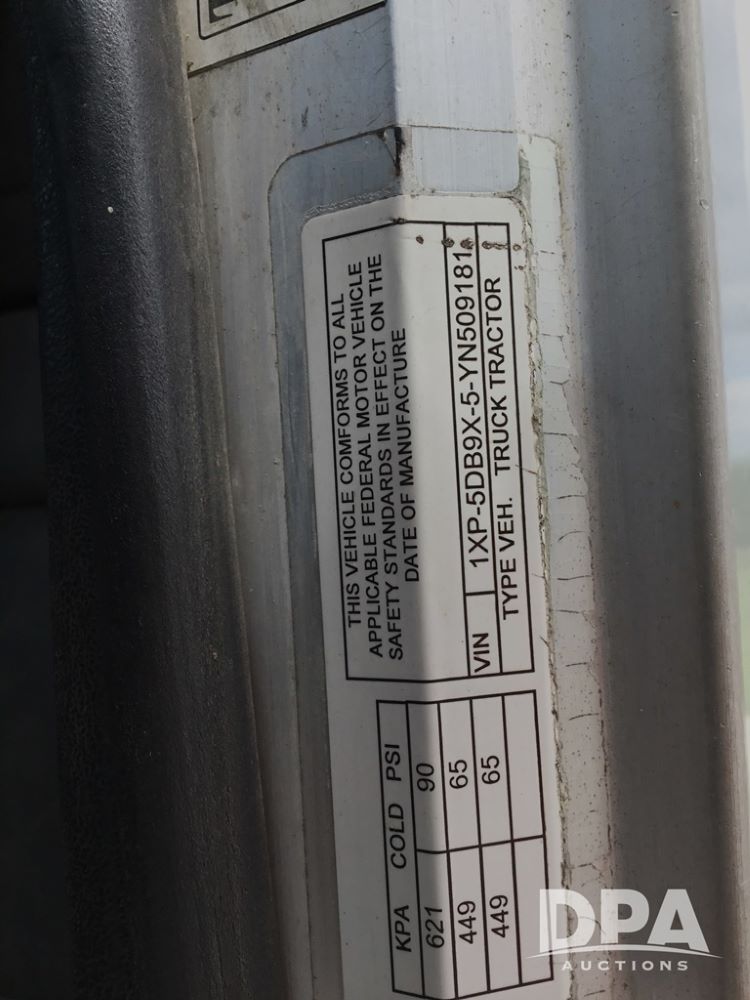 KPA COLD PSI
621 90
449 65
449 65
THIS VEHICLE COMFORMS TO ALL
APPLICABLE FEDERAL MOTOR VEHICLE
SAFETY STANDARDS IN EFFECT ON THE
DATE OF MANUFACTURE
VIN 1XP-5DB9X-5-YN509181
TYPE VEH. TRUCK TRACTOR
DPA
AUCTIONS